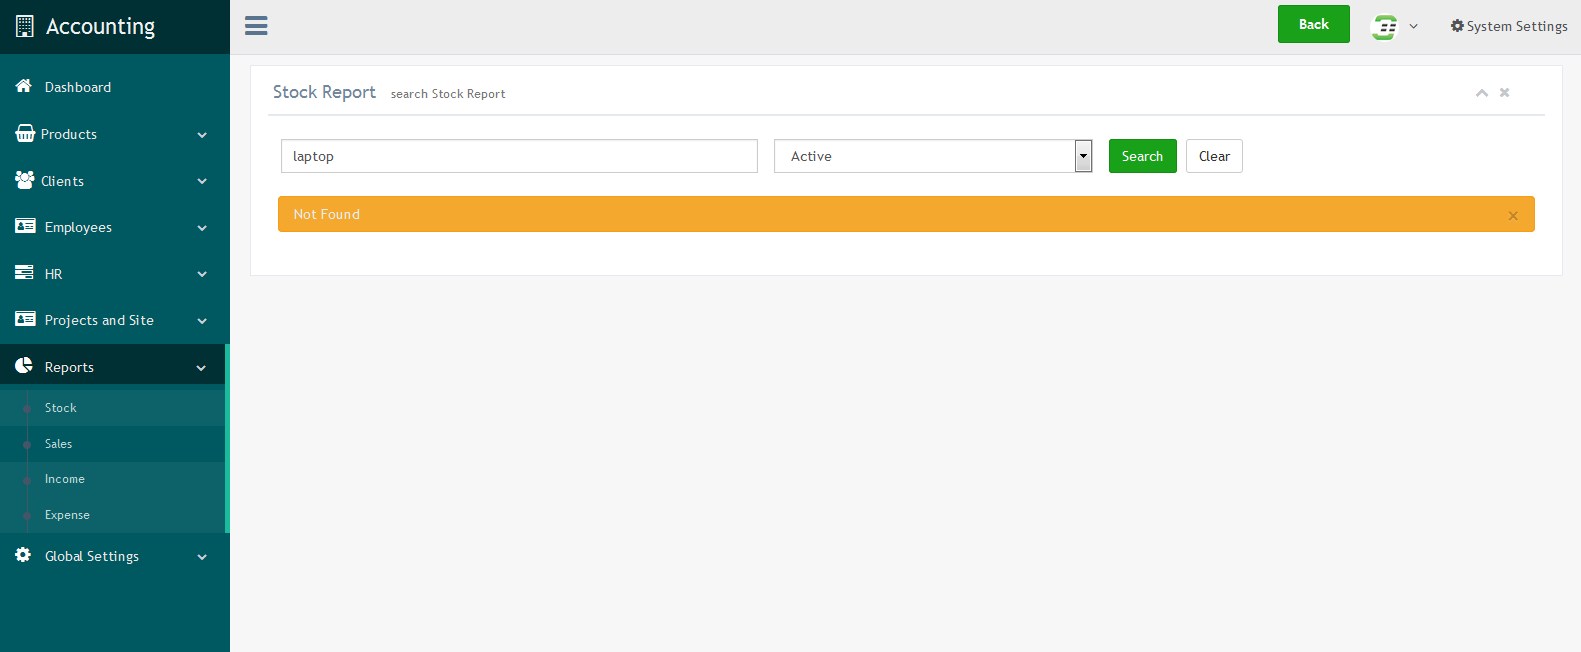 Accounting
Back
System Settings
Dashboard
Products
Clients
Employees
HR
Projects and Site
Reports
Stock
Sales
Income
Expense
Global Settings
Stock Report search Stock Report
laptop
Active
Search
Clear
Not Found